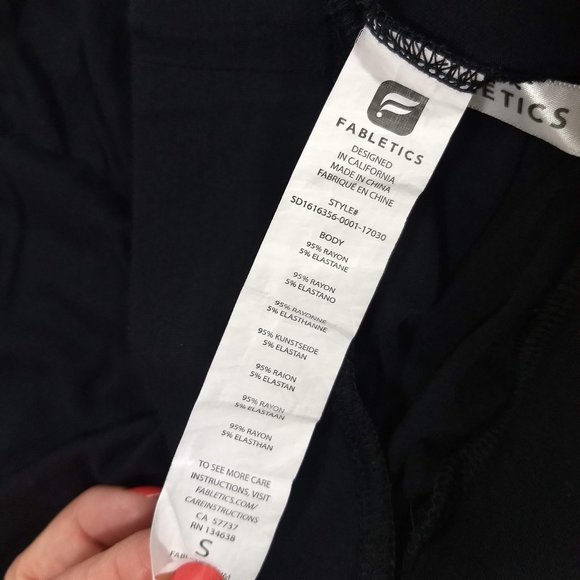 FABLETICS
DESIGNED
IN CALIFORNIA
MADE IN CHINA
FABRIQUÉ EN CHINE
STYLE#
SD1616356-0001-17030
BODY
95% RAYON
5% ELASTANE
95% RAYON
5% ELASTANO
95% RAYONNE
5% ELASTHANNE
95% KUNSTSEIDE
5% ELASTAN
95% RAION
5% ELASTAN
95% RAYON
5% ELASTAAN
95% RAYON
5% ELASTHAN
TO SEE MORE CARE
INSTRUCTIONS, VISIT
FABLETICS.COM/
CAREINSTRUCTIONS
CA 57737
RN 134638
S
ETICS